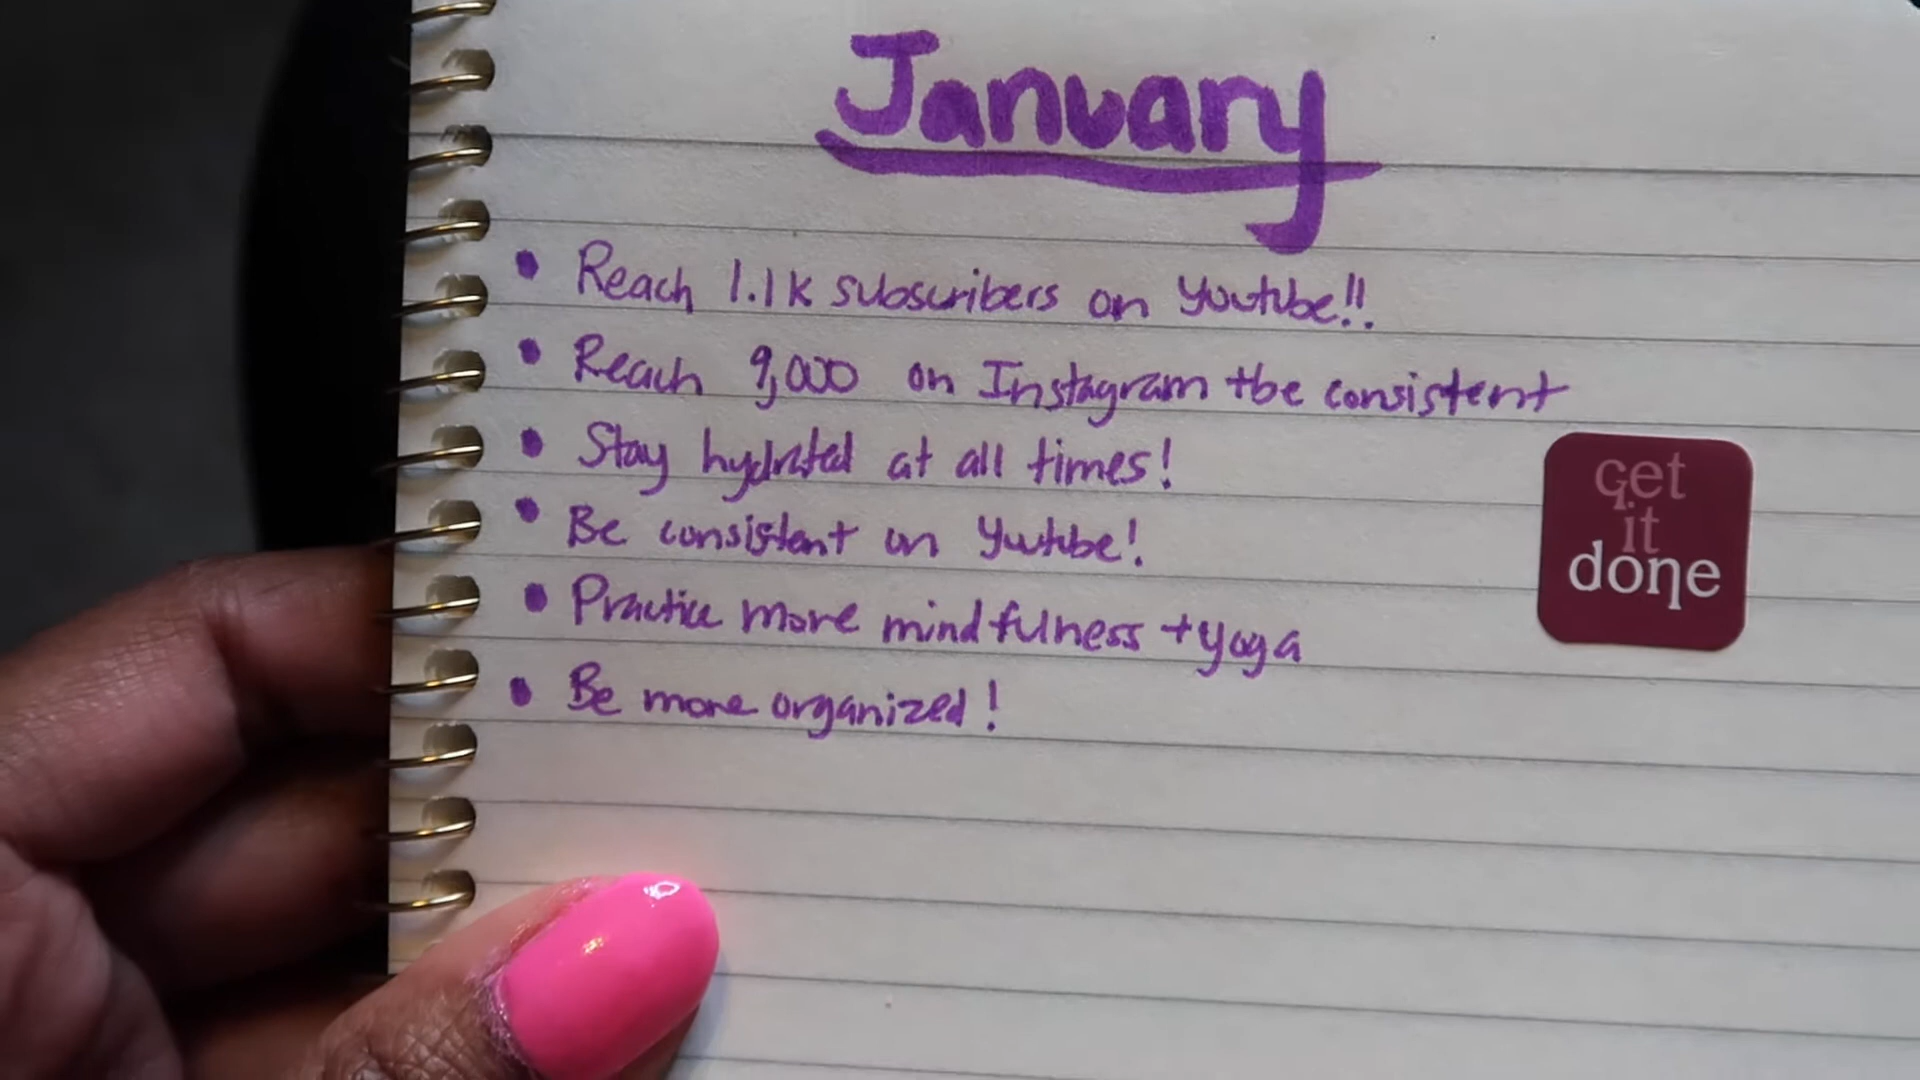 January
• Reach 1.1k subscribers on Youtube!!
• Reach 9,000 on Instagram + be consistent
• Stay hydrated at all times!
• Be consistent on Youtube!
• Practice more mindfulness + yoga
• Be more organized!
get
it
done